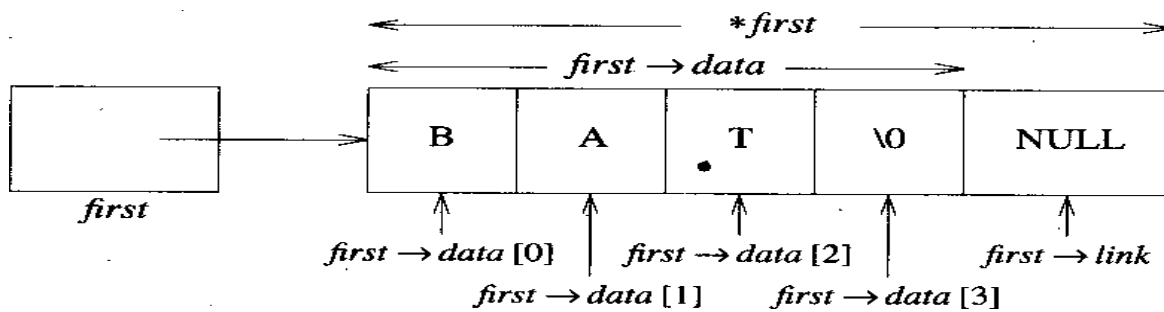 *first
first → data
B A T \0 NULL
first
first → data [0] first → data [2] first → link
first → data [1] first → data [3]